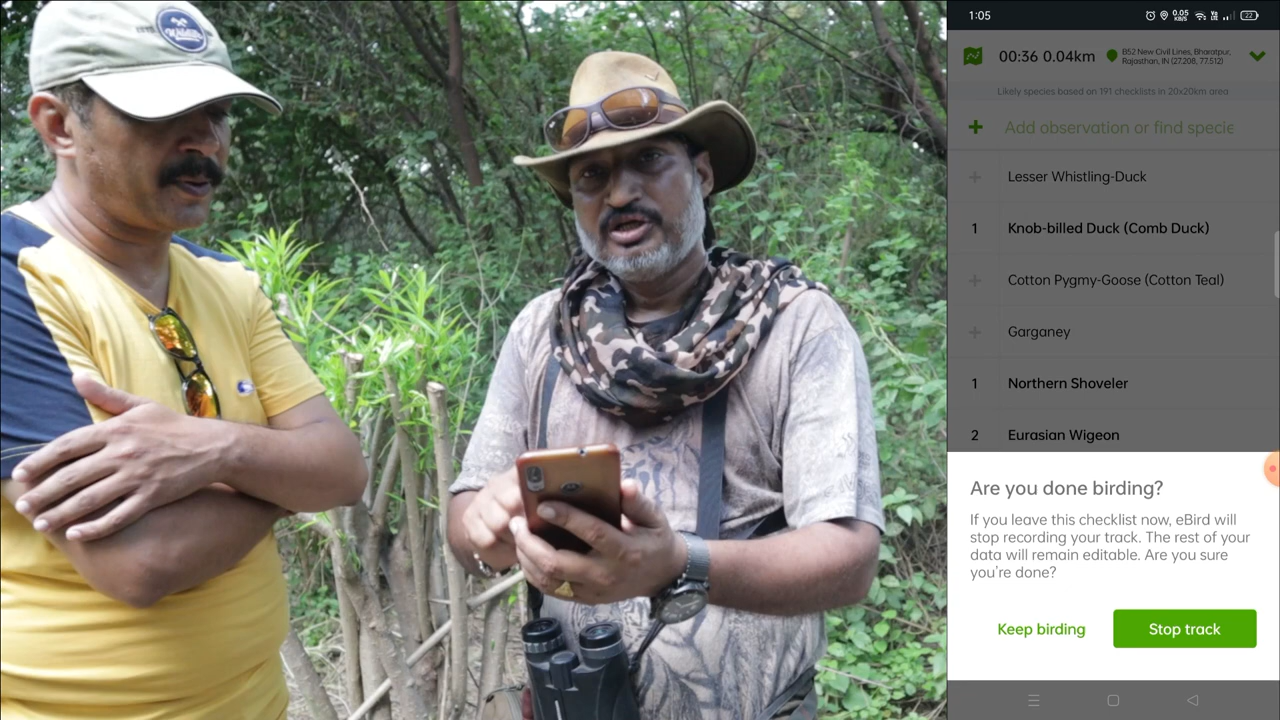 1:05
0.05
KB/S
22
00:36 0.04km
B52 New Civil Lines, Bharatpur,
Rajasthan, IN (27.208, 77.512)
Likely species based on 191 checklists in 20x20km area
Add observation or find specie
Lesser Whistling-Duck
1 Knob-billed Duck (Comb Duck)
Cotton Pygmy-Goose (Cotton Teal)
Garganey
1 Northern Shoveler
2 Eurasian Wigeon
Are you done birding?
If you leave this checklist now, eBird will
stop recording your track. The rest of your
data will remain editable. Are you sure
you're done?
Keep birding
Stop track